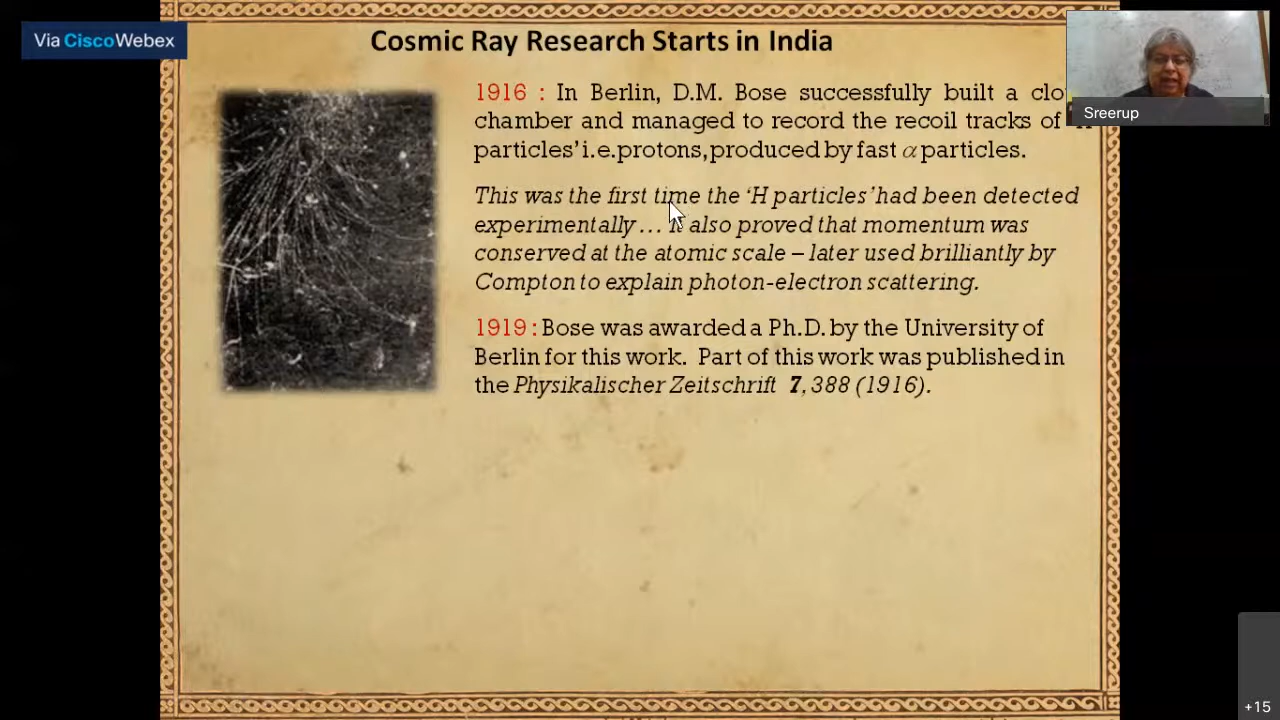 Via CiscoWebex
Cosmic Ray Research Starts in India
Sreerup
1916 : In Berlin, D.M. Bose successfully built a
chamber and managed to record the recoil tracks of
particles' i.e.protons, produced by fast α particles.
This was the first time the ‘H particles’ had been detected
experimentally … also proved that momentum was
conserved at the atomic scale – later used brilliantly by
Compton to explain photon-electron scattering.
1919 : Bose was awarded a Ph.D. by the University of
Berlin for this work. Part of this work was published in
the Physikalischer Zeitschrift 7, 388 (1916).
+15